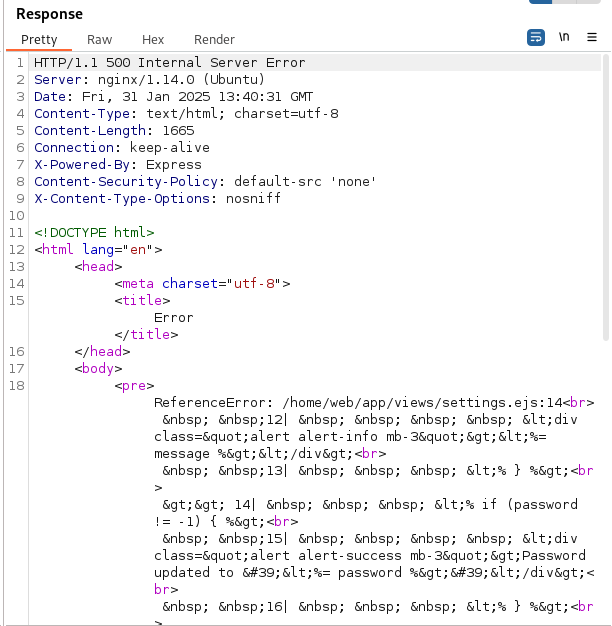 Response
Pretty Raw Hex Render \n
1 HTTP/1.1 500 Internal Server Error
2 Server: nginx/1.14.0 (Ubuntu)
3 Date: Fri, 31 Jan 2025 13:40:31 GMT
4 Content-Type: text/html; charset=utf-8
5 Content-Length: 1665
6 Connection: keep-alive
7 X-Powered-By: Express
8 Content-Security-Policy: default-src 'none'
9 X-Content-Type-Options: nosniff
10
11 <!DOCTYPE html>
12 <html lang="en">
13 <head>
14 <meta charset="utf-8">
15 <title>
Error
</title>
16 </head>
17 <body>
18 <pre>
ReferenceError: /home/web/app/views/settings.ejs:14<br>
&nbsp; &nbsp;12| &nbsp; &nbsp; &nbsp; &nbsp; &lt;div
class=&quot;alert alert-info mb-3&quot;&gt;&lt;%=
message %&gt;&lt;/div&gt;<br>
&nbsp; &nbsp;13| &nbsp; &nbsp; &nbsp; &lt;% } %&gt;<br
>
&gt;&gt; 14| &nbsp; &nbsp; &nbsp; &lt;% if (password
!= -1) { %&gt;<br>
&nbsp; &nbsp;15| &nbsp; &nbsp; &nbsp; &nbsp; &lt;div
class=&quot;alert alert-success mb-3&quot;&gt;Password
updated to &#39;&lt;%= password %&gt;&#39;&lt;/div&gt;<
br>
&nbsp; &nbsp;16| &nbsp; &nbsp; &nbsp; &lt;% } %&gt;<br
>